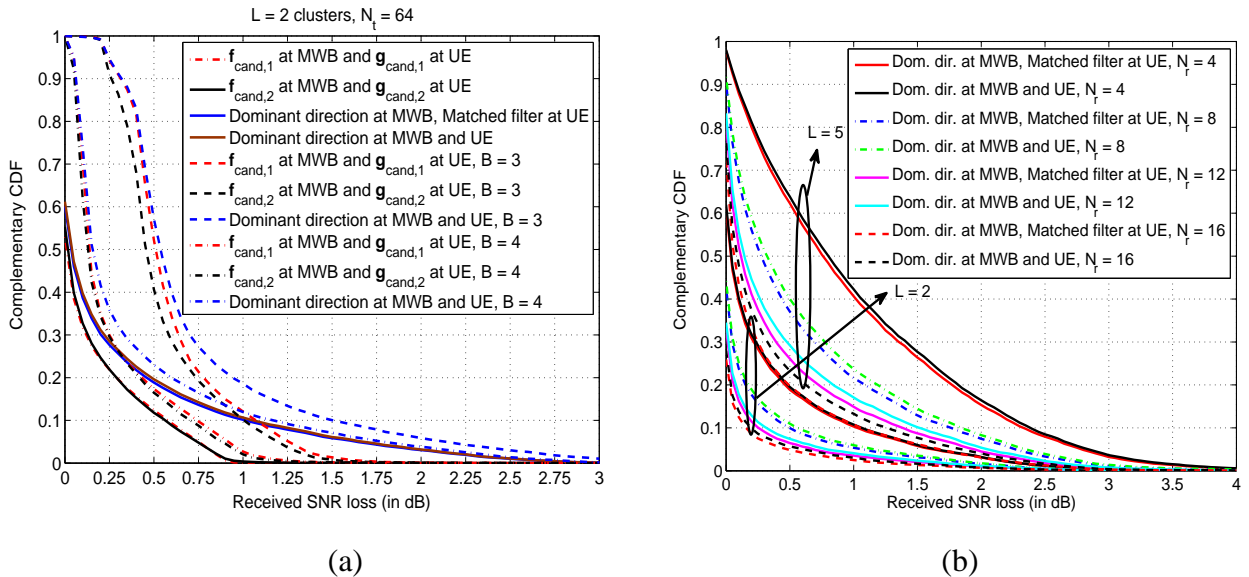 L = 2 clusters, N_t = 64
Complementary CDF
1
0.9
0.8
0.7
0.6
0.5
0.4
0.3
0.2
0.1
0
f_cand,1 at MWB and g_cand,1 at UE
f_cand,2 at MWB and g_cand,2 at UE
Dominant direction at MWB, Matched filter at UE
Dominant direction at MWB and UE
f_cand,1 at MWB and g_cand,1 at UE, B = 3
f_cand,2 at MWB and g_cand,2 at UE, B = 3
Dominant direction at MWB and UE, B = 3
f_cand,1 at MWB and g_cand,1 at UE, B = 4
f_cand,2 at MWB and g_cand,2 at UE, B = 4
Dominant direction at MWB and UE, B = 4
0 0.25 0.5 0.75 1 1.25 1.5 1.75 2 2.25 2.5 2.75 3
Received SNR loss (in dB)
(a)
Complementary CDF
1
0.9
0.8
0.7
0.6
0.5
0.4
0.3
0.2
0.1
0
Dom. dir. at MWB, Matched filter at UE, N_r = 4
Dom. dir. at MWB and UE, N_r = 4
Dom. dir. at MWB, Matched filter at UE, N_r = 8
Dom. dir. at MWB and UE, N_r = 8
Dom. dir. at MWB, Matched filter at UE, N_r = 12
Dom. dir. at MWB and UE, N_r = 12
Dom. dir. at MWB, Matched filter at UE, N_r = 16
Dom. dir. at MWB and UE, N_r = 16
L = 5
L = 2
0 0.5 1 1.5 2 2.5 3 3.5 4
Received SNR loss (in dB)
(b)